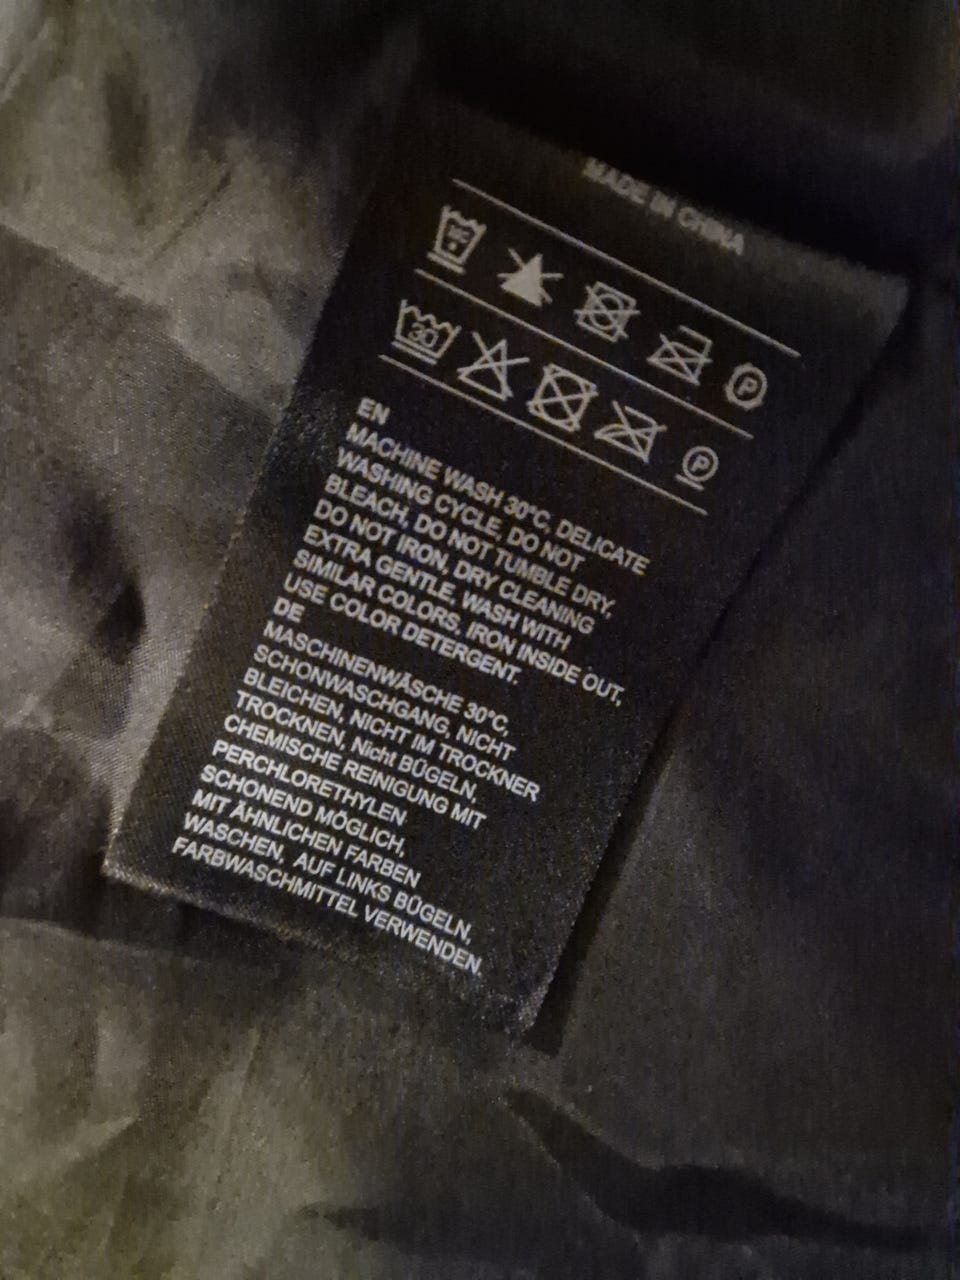 MADE IN CHINA
30°C
P
30
P
EN
MACHINE WASH 30°C, DELICATE
WASHING CYCLE, DO NOT
BLEACH, DO NOT TUMBLE DRY,
DO NOT IRON, DRY CLEANING
EXTRA GENTLE, WASH WITH
SIMILAR COLORS, IRON INSIDE OUT,
USE COLOR DETERGENT.
DE
MASCHINENWÄSCHE 30°C,
SCHONWASCHGANG, NICHT
BLEICHEN, NICHT IM TROCKNER
TROCKNEN, Nicht BÜGELN,
CHEMISCHE REINIGUNG MIT
PERCHLORETHYLEN
SCHONEND MÖGLICH,
MIT ÄHNLICHEN FARBEN
WASCHEN, AUF LINKS BÜGELN,
FARBWASCHMITTEL VERWENDEN.